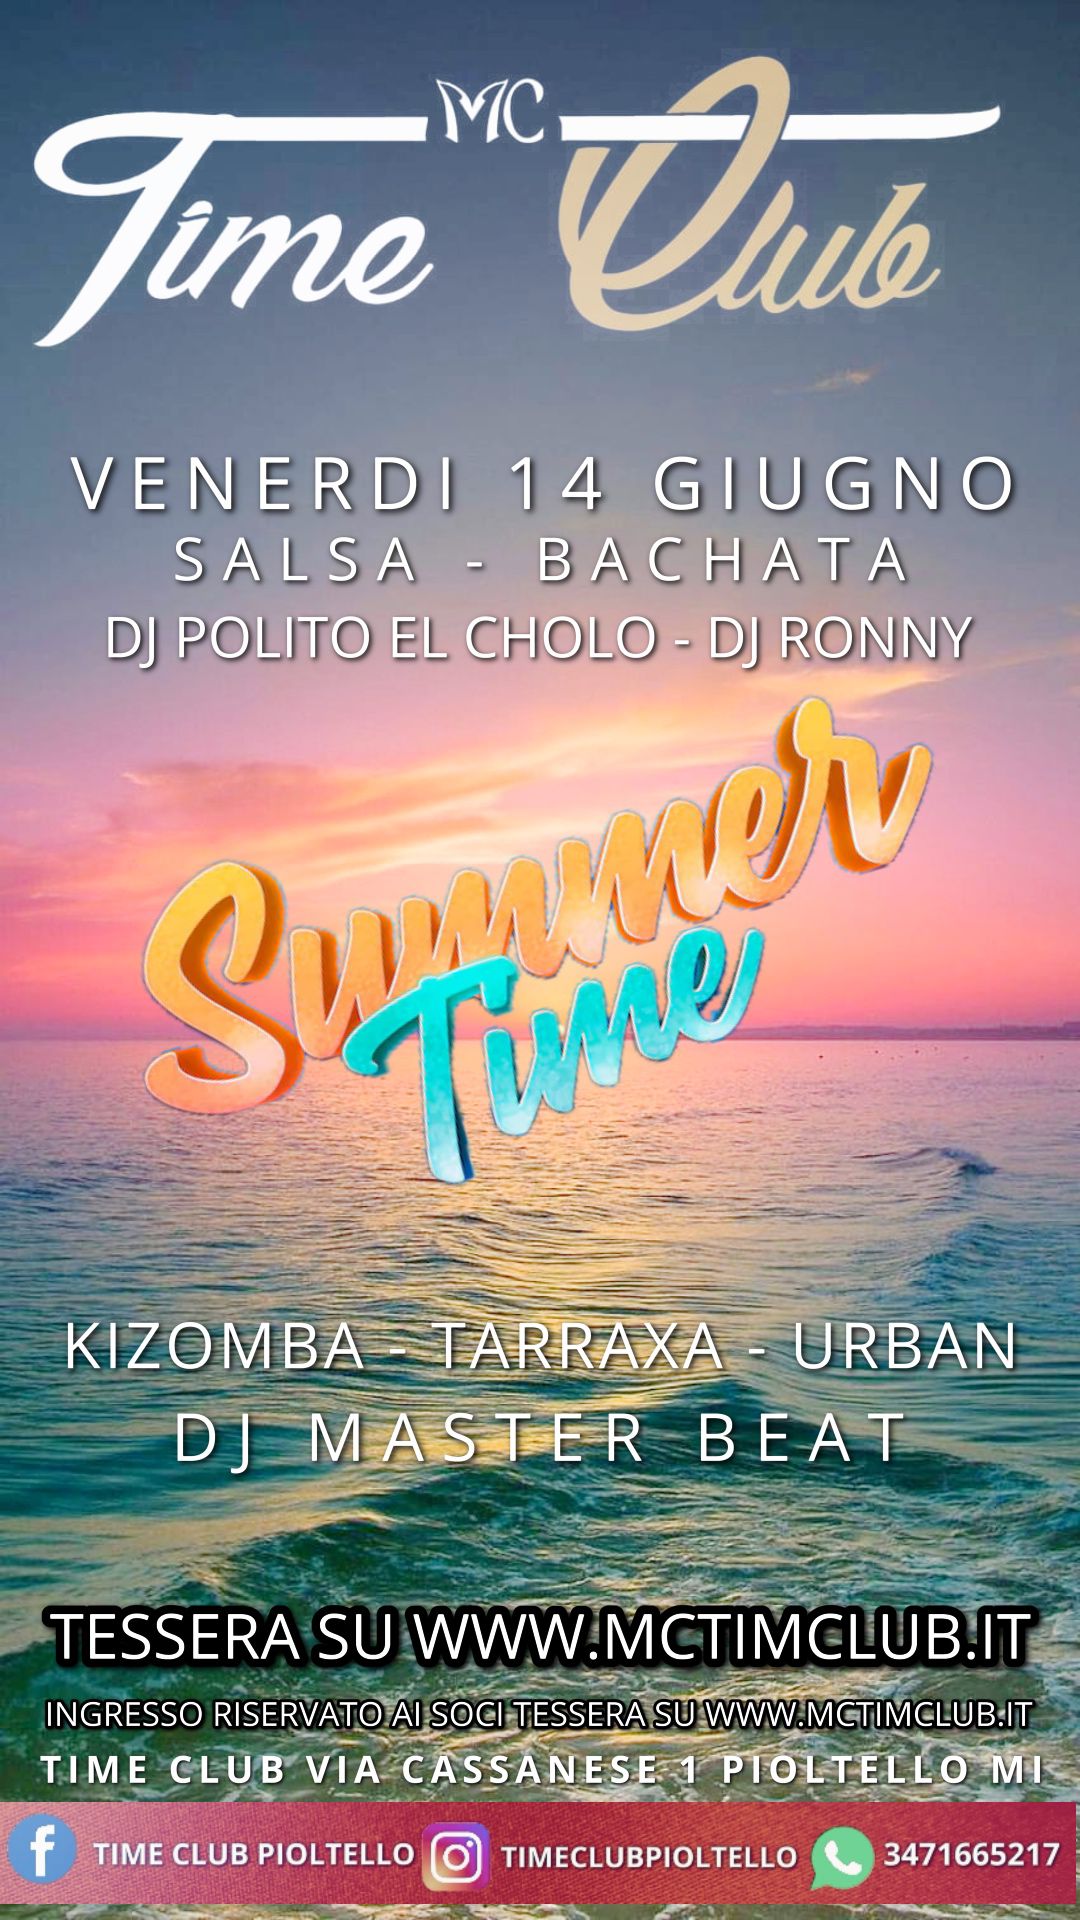 MC
Time Club
VENERDI 14 GIUGNO
SALSA - BACHATA
DJ POLITO EL CHOLO - DJ RONNY
Summer
Time
KIZOMBA - TARRAXA - URBAN
DJ MASTER BEAT
TESSERA SU WWW.MCTIMCLUB.IT
INGRESSO RISERVATO AI SOCI TESSERA SU WWW.MCTIMCLUB.IT
TIME CLUB VIA CASSANESE 1 PIOLTELLO MI
TIME CLUB PIOLTELLO TIMECLUBPIOLTELLO 3471665217